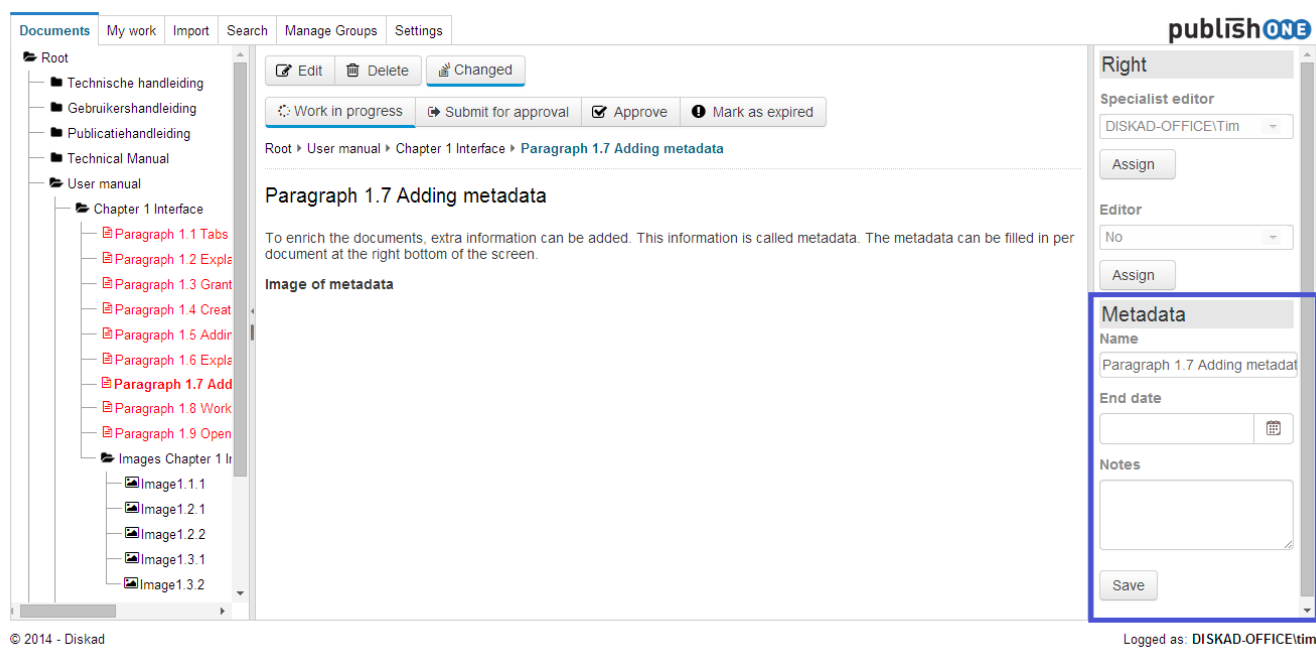 Documents My work Import Search Manage Groups Settings
publishONE
Root
Technische handleiding
Gebruikershandleiding
Publicatiehandleiding
Technical Manual
User manual
Chapter 1 Interface
Paragraph 1.1 Tabs
Paragraph 1.2 Expla
Paragraph 1.3 Grant
Paragraph 1.4 Creat
Paragraph 1.5 Addin
Paragraph 1.6 Expla
Paragraph 1.7 Add
Paragraph 1.8 Work
Paragraph 1.9 Open
Images Chapter 1 In
Image1.1.1
Image1.2.1
Image1.2.2
Image1.3.1
Image1.3.2
Edit Delete Changed
Work in progress Submit for approval Approve Mark as expired
Root User manual Chapter 1 Interface Paragraph 1.7 Adding metadata
Paragraph 1.7 Adding metadata
To enrich the documents, extra information can be added. This information is called metadata. The metadata can be filled in per
document at the right bottom of the screen.
Image of metadata
Right
Specialist editor
DISKAD-OFFICE\Tim
Assign
Editor
No
Assign
Metadata
Name
Paragraph 1.7 Adding metadat
End date
Notes
Save
© 2014 - Diskad
Logged as: DISKAD-OFFICE\tim